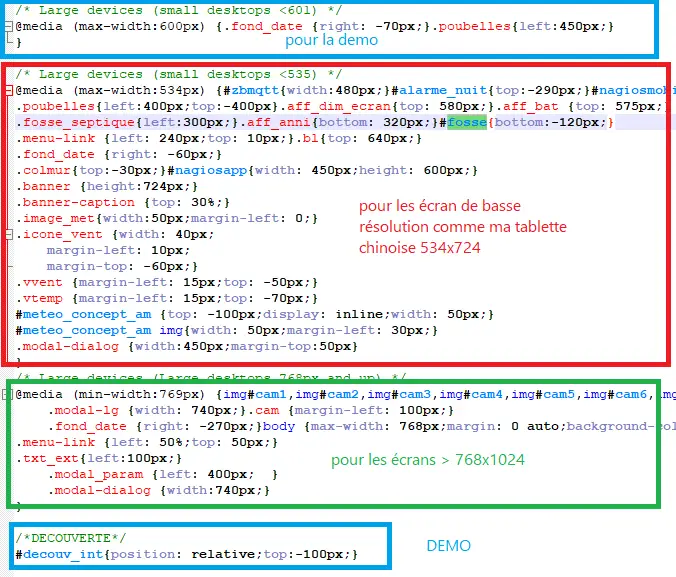 /* Large devices (small desktops <601) */
@media (max-width:600px) {.fond_date {right: -70px;}.poubelles{left:450px;}
}
pour la demo
/* Large devices (small desktops <535) */
@media (max-width:534px) {#zbmqtt{width:480px;}#alarme_nuit{top:-290px;}#nagiosmobi
.poubelles{left:400px;top:-400px}.aff_dim_ecran{top: 580px;}.aff_bat {top: 575px;
.fosse_septique{left:300px;}.aff_anni{bottom: 320px;}#fosse{bottom:-120px;}
.menu-link {left: 240px;top: 10px;}.bl{top: 640px;}
.fond_date {right: -60px;}
.colmur{top:-30px;}#nagiosapp{width: 450px;height: 600px;}
.banner {height:724px;}
.banner-caption {top: 30%;}
.image_met{width:50px;margin-left: 0;}
.icone_vent {width: 40px;
margin-left: 10px;
margin-top: -60px;}
.vvent {margin-left: 15px;top: -50px;}
.vtemp {margin-left: 15px;top: -70px;}
#meteo_concept_am {top: -100px;display: inline;width: 50px;}
#meteo_concept_am img{width: 50px;margin-left: 30px;}
.modal-dialog {width:450px;margin-top:50px}
}
pour les écran de basse
résolution comme ma tablette
chinoise 534x724
/* Large devices (Large desktops 768px and up) */
@media (min-width:769px) {img#cam1,img#cam2,img#cam3,img#cam4,img#cam5,img#cam6,im
.modal-lg {width: 740px;}.cam {margin-left: 100px;}
.fond_date {right: -270px;}body {max-width: 768px;margin: 0 auto;background-col
.menu-link {left: 50%;top: 50px;}
.txt_ext{left:100px;}
.modal_param {left: 400px; }
.modal-dialog {width:740px;}
}
pour les écrans > 768x1024
/*DECOUVERTE*/
#decouv_int{position: relative;top:-100px;}
DEMO